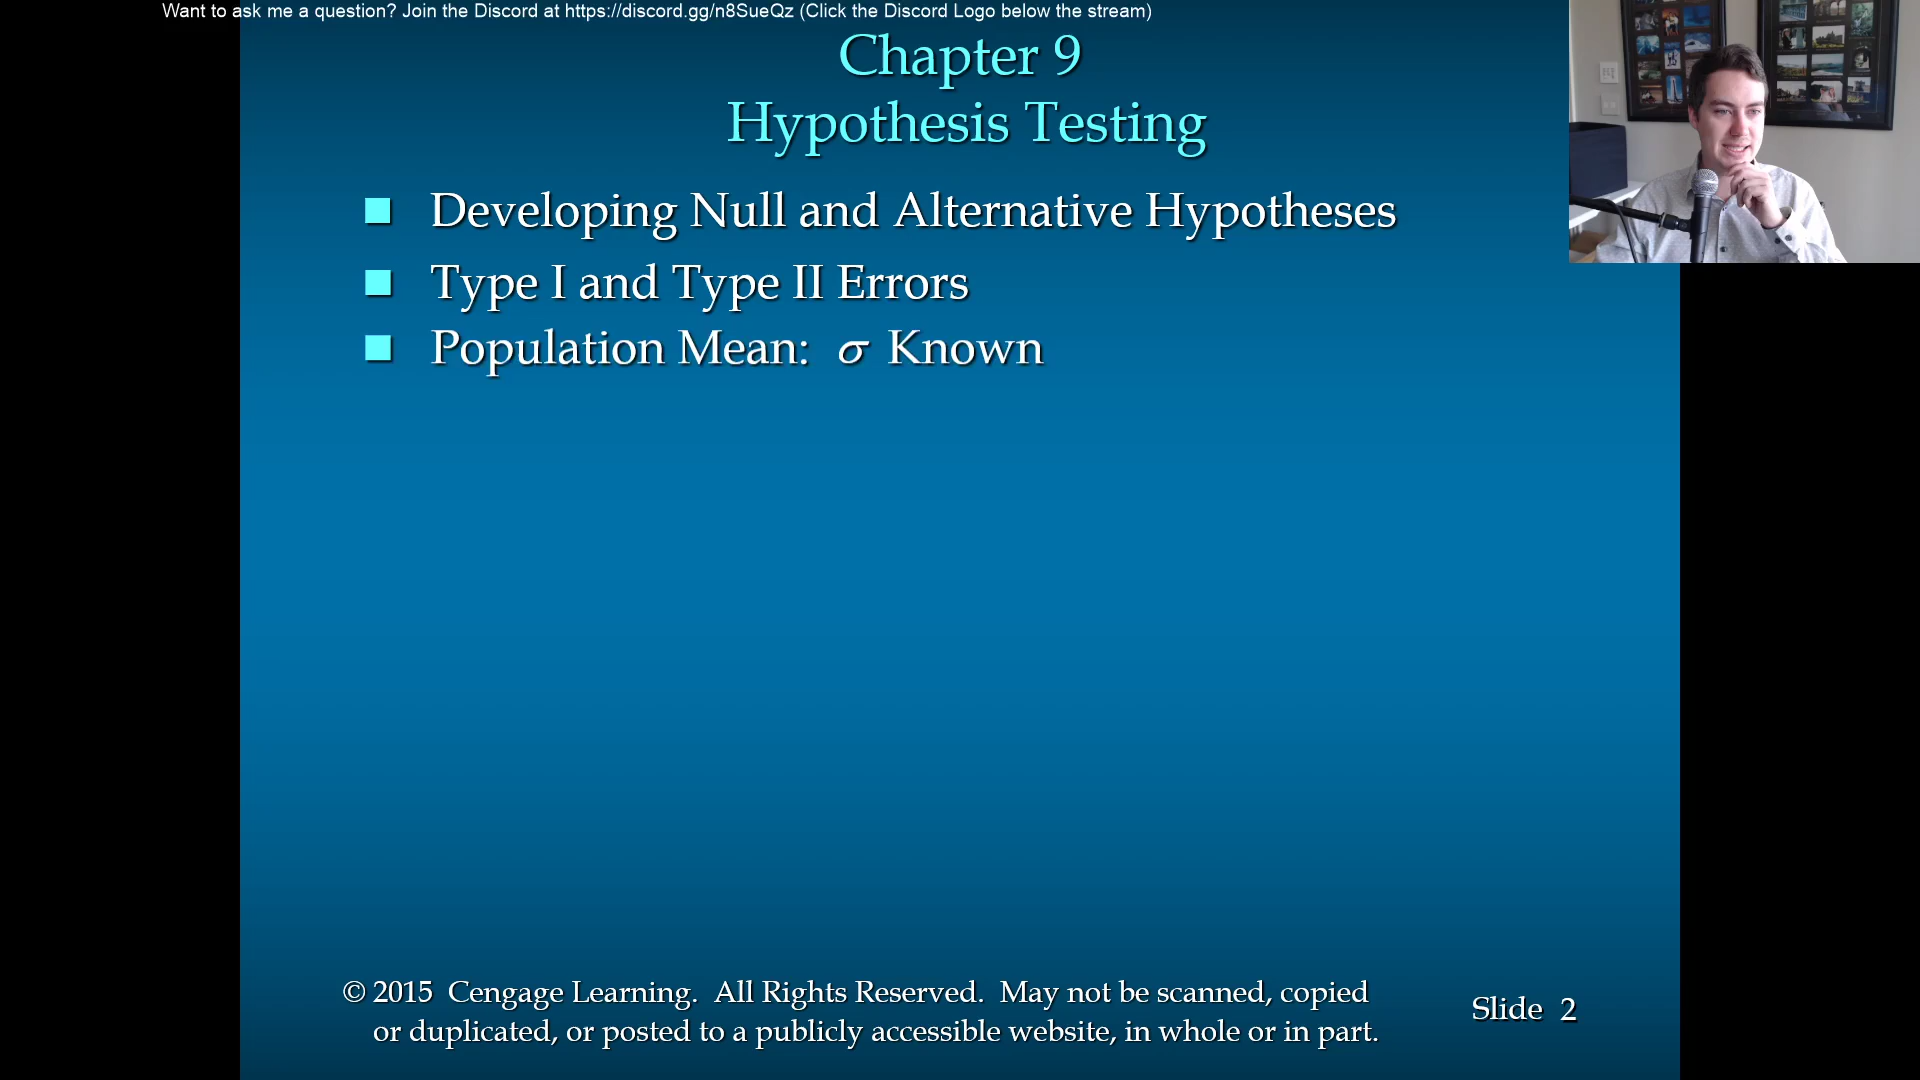 Want to ask me a question? Join the Discord at https://discord.gg/n8SueQz (Click the Discord Logo below the stream)
Chapter 9
Hypothesis Testing
Developing Null and Alternative Hypotheses
Type I and Type II Errors
Population Mean: σ Known
© 2015 Cengage Learning. All Rights Reserved. May not be scanned, copied
or duplicated, or posted to a publicly accessible website, in whole or in part.
Slide 2